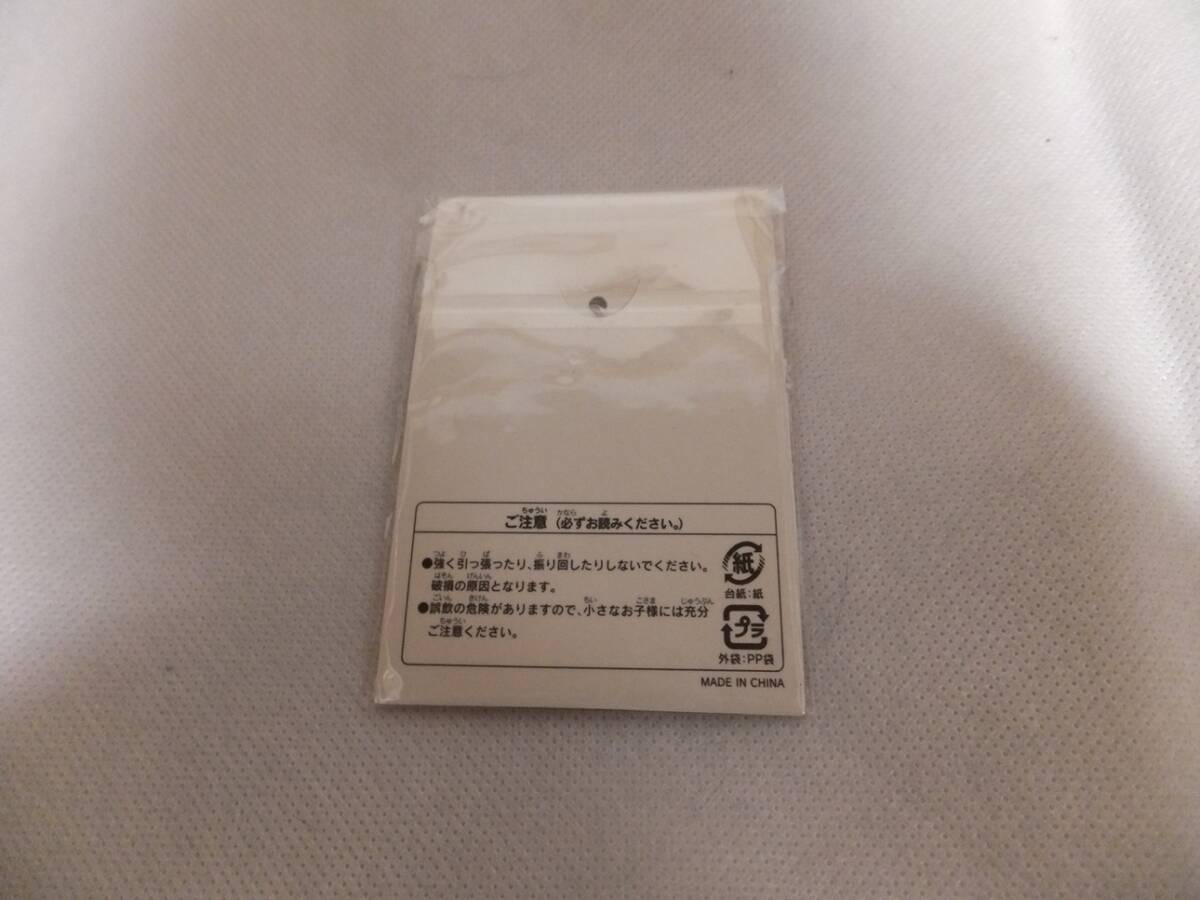 ご注意(必ずお読みください。)
●強く引っ張ったり、振り回したりしないでください。
破損の原因となります。
●誤飲の危険がありますので、小さなお子様には充分
ご注意ください。
紙
台紙:紙
プラ
外袋:PP袋
MADE IN CHINA